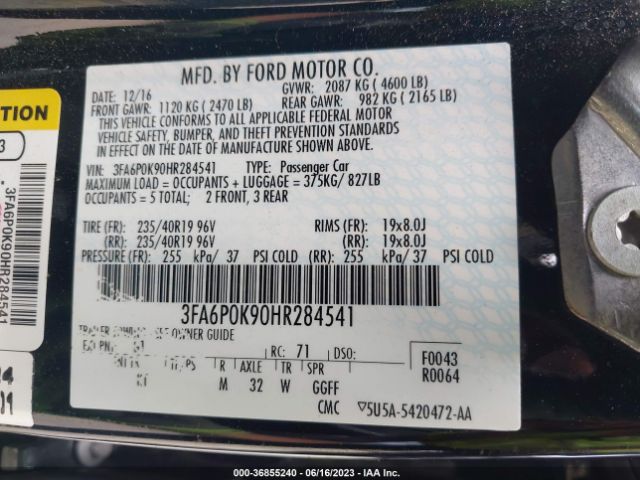 MFD. BY FORD MOTOR CO.
DATE: 12/16 GVWR: 2087 KG ( 4600 LB)
FRONT GAWR: 1120 KG ( 2470 LB) REAR GAWR: 982 KG ( 2165 LB)
THIS VEHICLE CONFORMS TO ALL APPLICABLE FEDERAL MOTOR
VEHICLE SAFETY, BUMPER, AND THEFT PREVENTION STANDARDS
IN EFFECT ON THE DATE OF MANUFACTURE SHOWN ABOVE.
VIN: 3FA6P0K90HR284541 TYPE: Passenger Car
MAXIMUM LOAD = OCCUPANTS + LUGGAGE = 375KG/ 827LB
OCCUPANTS = 5 TOTAL; 2 FRONT, 3 REAR
TIRE (FR): 235/40R19 96V RIMS (FR): 19x8.0J
(RR): 235/40R19 96V (RR): 19x8.0J
PRESSURE (FR): 255 kPa/ 37 PSI COLD (RR): 255 kPa/ 37 PSI COLD
3FA6P0K90HR284541
OWNER GUIDE
RC: 71 DSO:
F0043
R AXLE TR SPR
R0064
M 32 W GGFF
CMC 5U5A-5420472-AA
3FA6P0K90HR284541
000-36855240 - 06/16/2023 - IAA Inc.